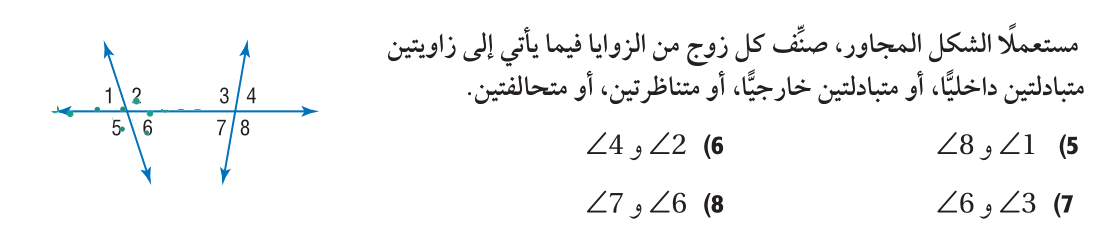 مستعملًا الشكل المجاور، صنِّف كل زوج من الزوايا فيما يأتي إلى زاويتين
متبادلتين داخليًّا، أو متبادلتين خارجيًّا، أو متناظرتين، أو متحالفتين.
5) ∠1 و ∠8
6) ∠2 و ∠4
7) ∠3 و ∠6
8) ∠6 و ∠7
1 2 3 4
5 6 7 8